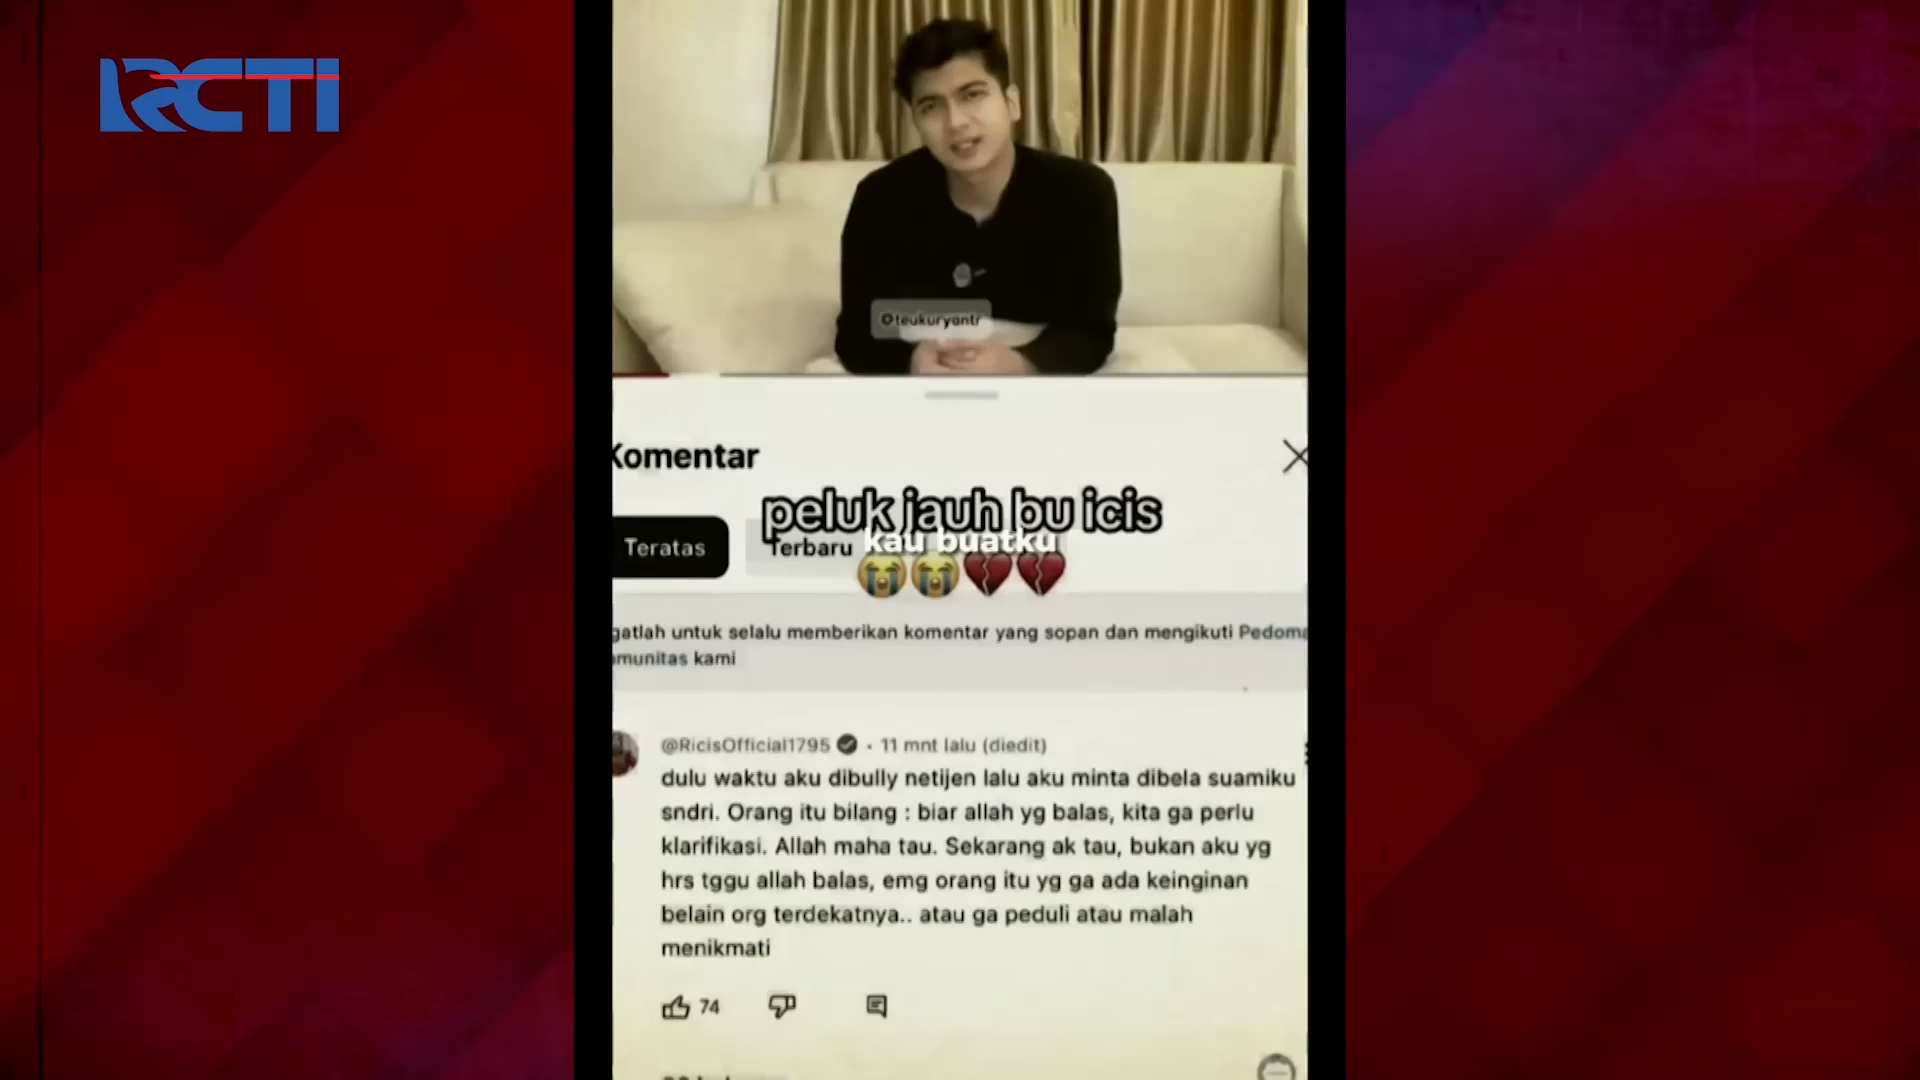 RCTI
@teukuryantr
Komentar
peluk jauh bu icis
kau buatku
Teratas
Terbaru
gatlah untuk selalu memberikan komentar yang sopan dan mengikuti Pedoma
omunitas kami
@RicisOfficial1795 • 11 mnt lalu (diedit)
dulu waktu aku dibully netijen lalu aku minta dibela suamiku
sndri. Orang itu bilang : biar allah yg balas, kita ga perlu
klarifikasi. Allah maha tau. Sekarang ak tau, bukan aku yg
hrs tggu allah balas, emg orang itu yg ga ada keinginan
belain org terdekatnya.. atau ga peduli atau malah
menikmati
74